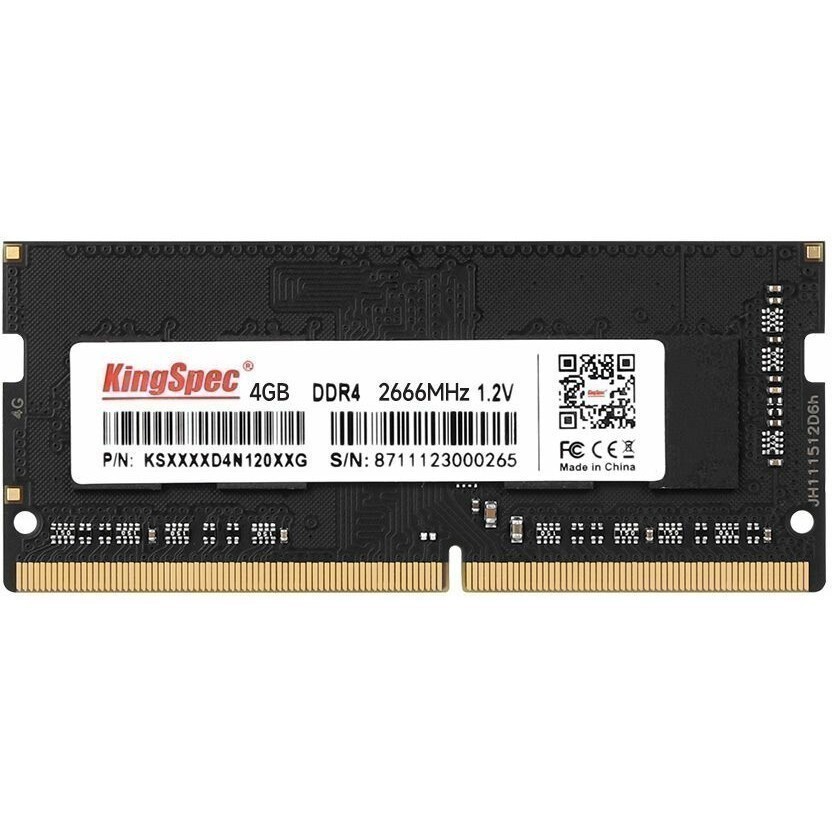 KingSpec® 4GB DDR4 2666MHz 1.2V
P/N: KSXXXXD4N120XXG S/N: 8711123000265
FC CE
Made in China
4G
JH111512D6h